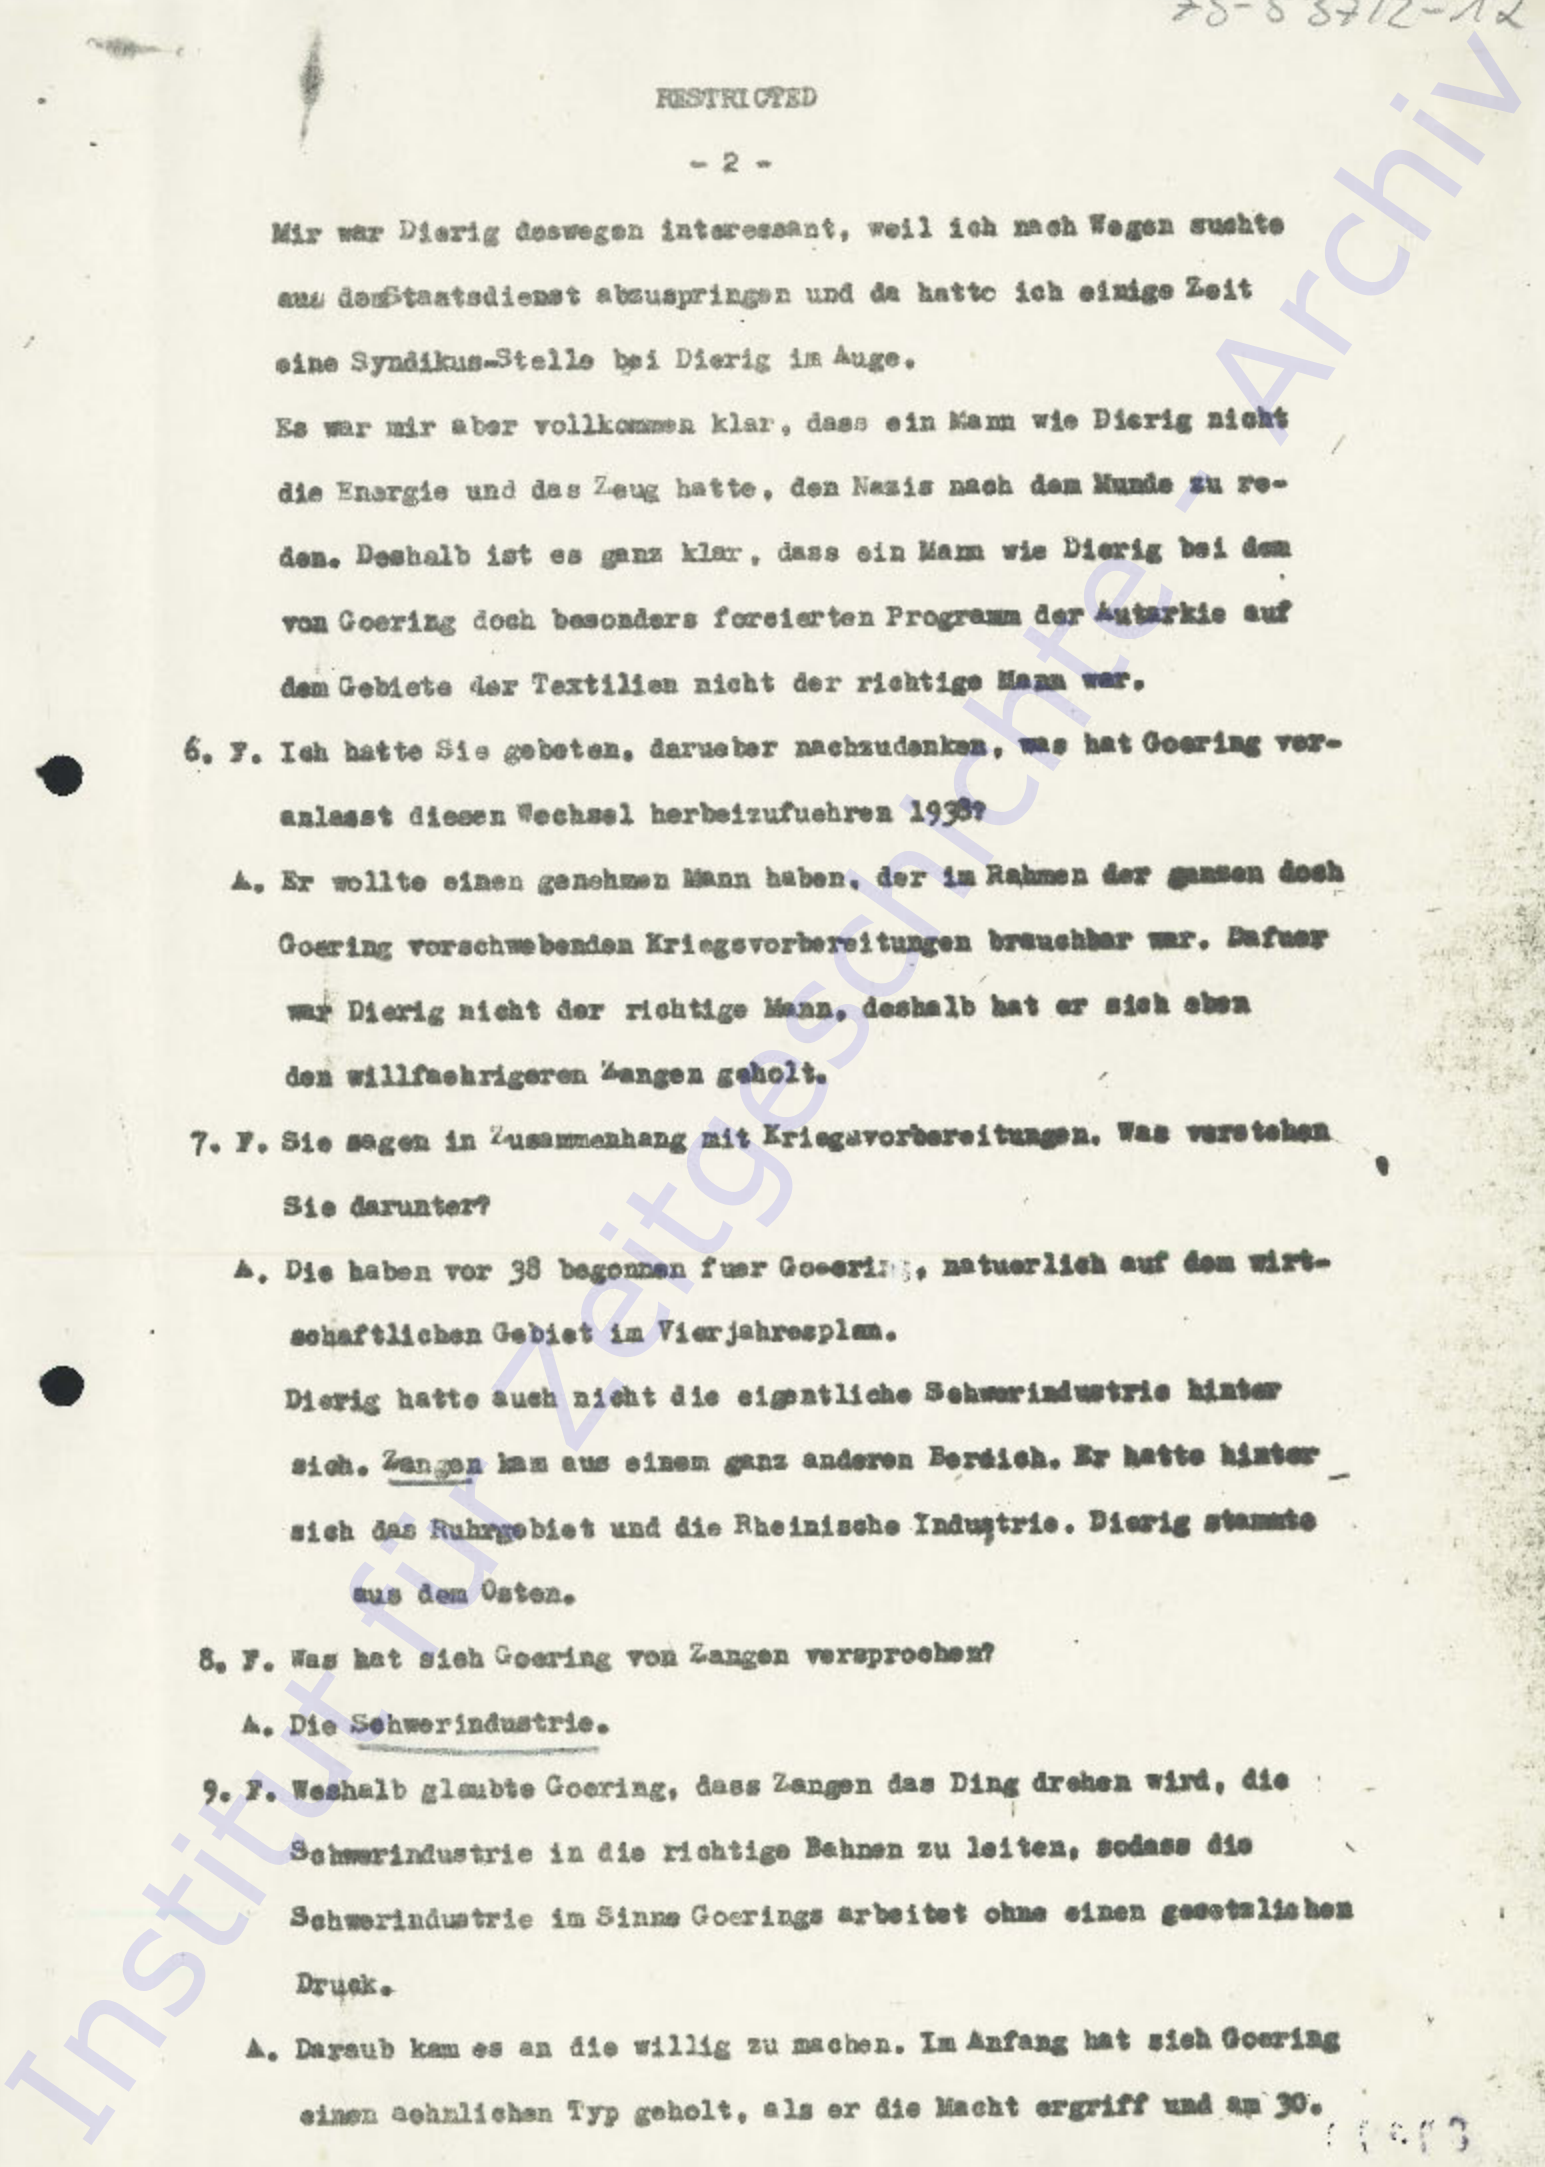 RESTRICTED
- 2 -
Mir war Dierig deswegen interessant, weil ich nach Wegen suchte
aus demStaatsdienst abzuspringen und da hatte ich einige Zeit
eine Syndikus-Stelle bei Dierig im Auge.
Es war mir aber vollkommen klar, dass ein Mann wie Dierig nicht
die Energie und das Zeug hatte, den Nazis nach dem Munde zu re-
den. Deshalb ist es ganz klar, dass ein Mann wie Dierig bei dem
von Goering doch besonders forcierten Programm der Autarkie auf
dem Gebiete der Textilien nicht der richtige Mann war.
6. F. Ich hatte Sie gebeten, darueber nachzudenken, was hat Goering ver-
anlasst diesen Wechsel herbeizufuehren 1938?
A. Er wollte einen genehmen Mann haben, der im Rahmen der ganzen doch
Goering vorschwebenden Kriegsvorbereitungen brauchbar war. Dafuer
war Dierig nicht der richtige Mann, deshalb hat er sich eben
den willfaehrigeren Zangen geholt.
7. F. Sie sagen in Zusammenhang mit Kriegsvorbereitungen. Was verstehen
Sie darunter?
A. Die haben vor 38 begonnen fuer Goeering, natuerlich auf dem wirt-
schaftlichen Gebiet im Vierjahresplan.
Dierig hatte auch nicht die eigentliche Schwerindustrie hinter
sich. Zangen kam aus einem ganz anderen Bereich. Er hatte hinter
sich das Ruhrgebiet und die Rheinische Industrie. Dierig stammte
aus dem Osten.
8. F. Was hat sich Goering von Zangen versprochen?
A. Die Schwerindustrie.
9. F. Weshalb glaubte Goering, dass Zangen das Ding drehen wird, die
Schwerindustrie in die richtige Bahnen zu leiten, sodass die
Schwerindustrie im Sinne Goerings arbeitet ohne einen gesetzlichen
Druck.
A. Daraub kam es an die willig zu machen. Im Anfang hat sich Goering
einen aehnlichen Typ geholt, als er die Macht ergriff und am 30.
Institut für Zeitgeschichte - Archiv